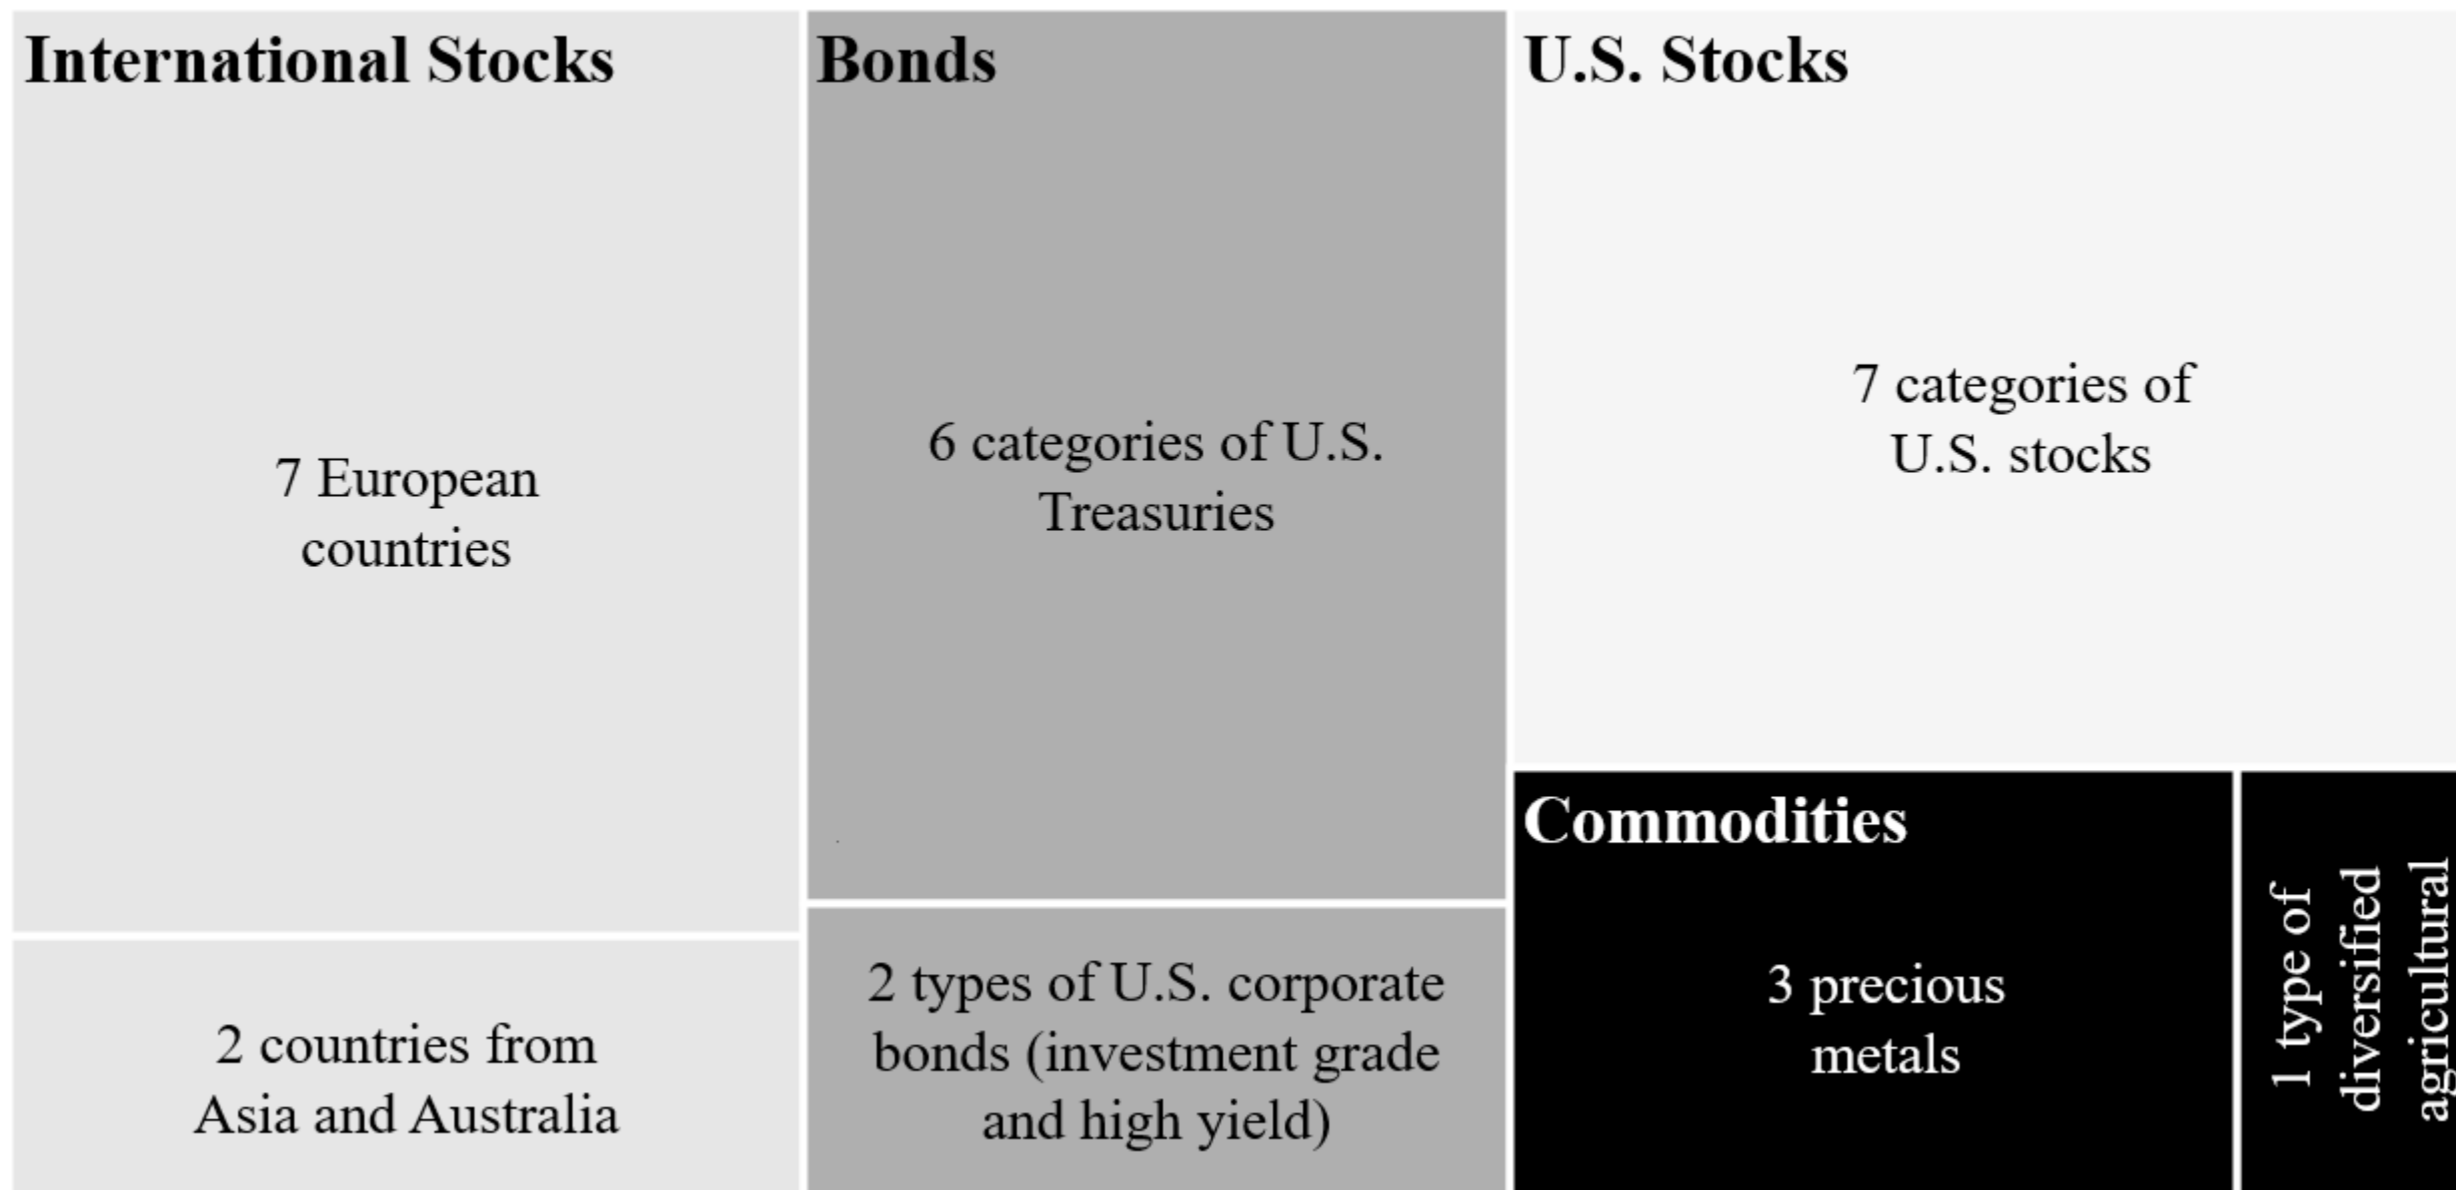 International Stocks
7 European
countries
2 countries from
Asia and Australia
Bonds
6 categories of U.S.
Treasuries
2 types of U.S. corporate
bonds (investment grade
and high yield)
U.S. Stocks
7 categories of
U.S. stocks
Commodities
3 precious
metals
1 type of
diversified
agricultural